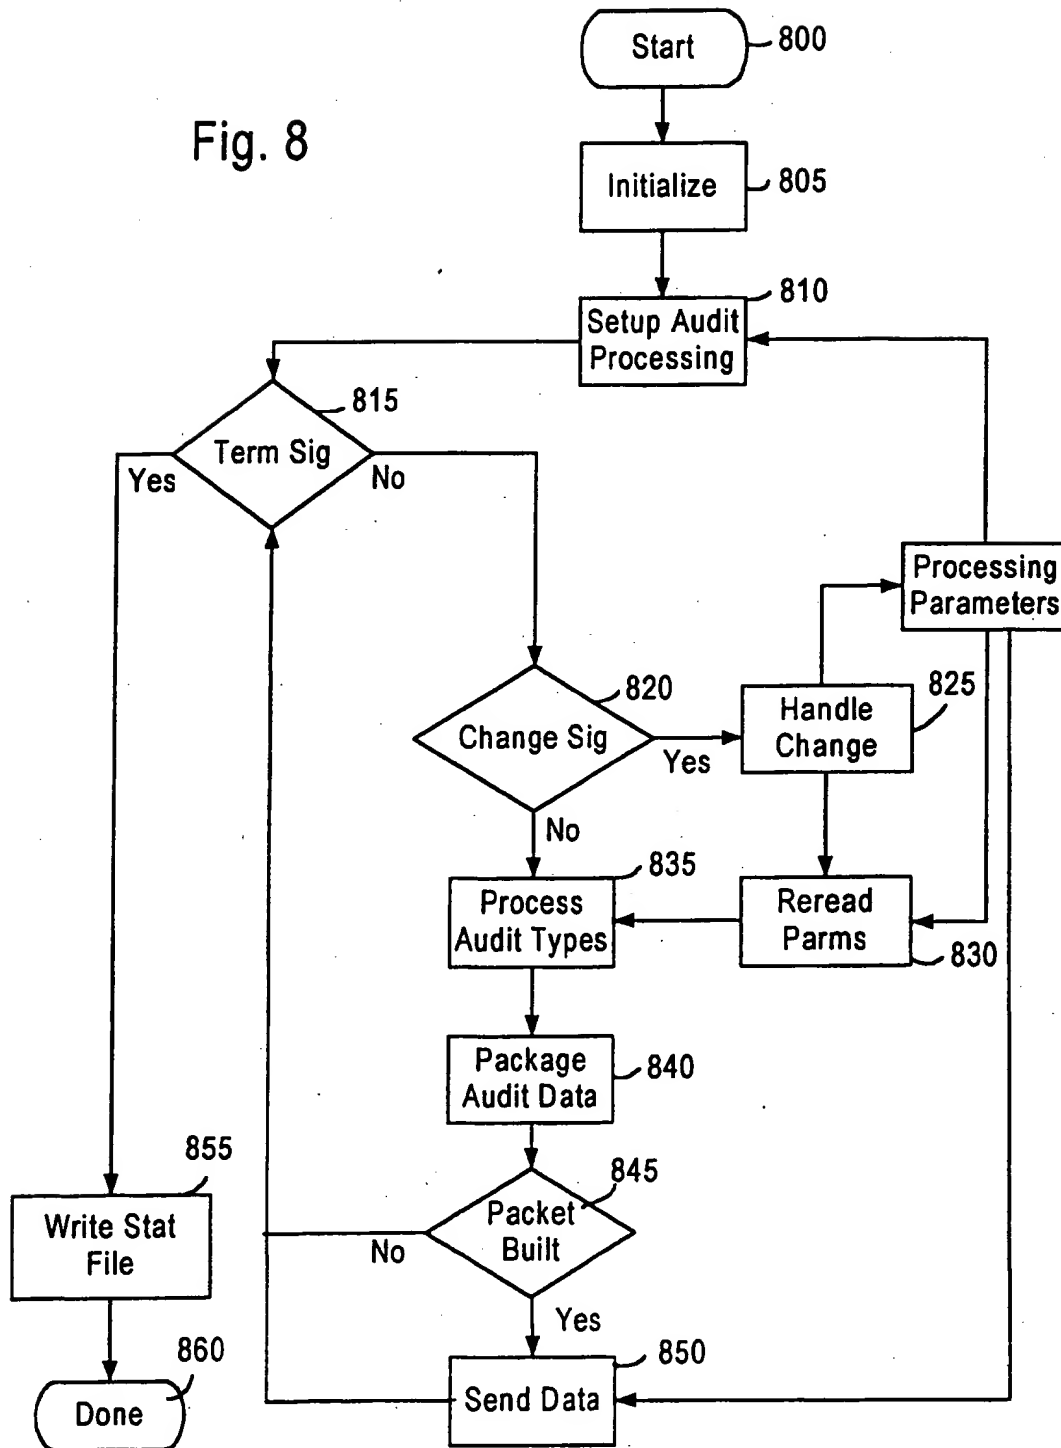 Start
800
Fig. 8
Initialize
805
810
Setup Audit
Processing
815
Term Sig
Yes
No
Processing
Parameters
820
Change Sig
Yes
No
825
Handle
Change
835
Process
Audit Types
Reread
Parms
830
Package
Audit Data
840
845
Packet
Built
No
Yes
855
Write Stat
File
850
Send Data
860
Done